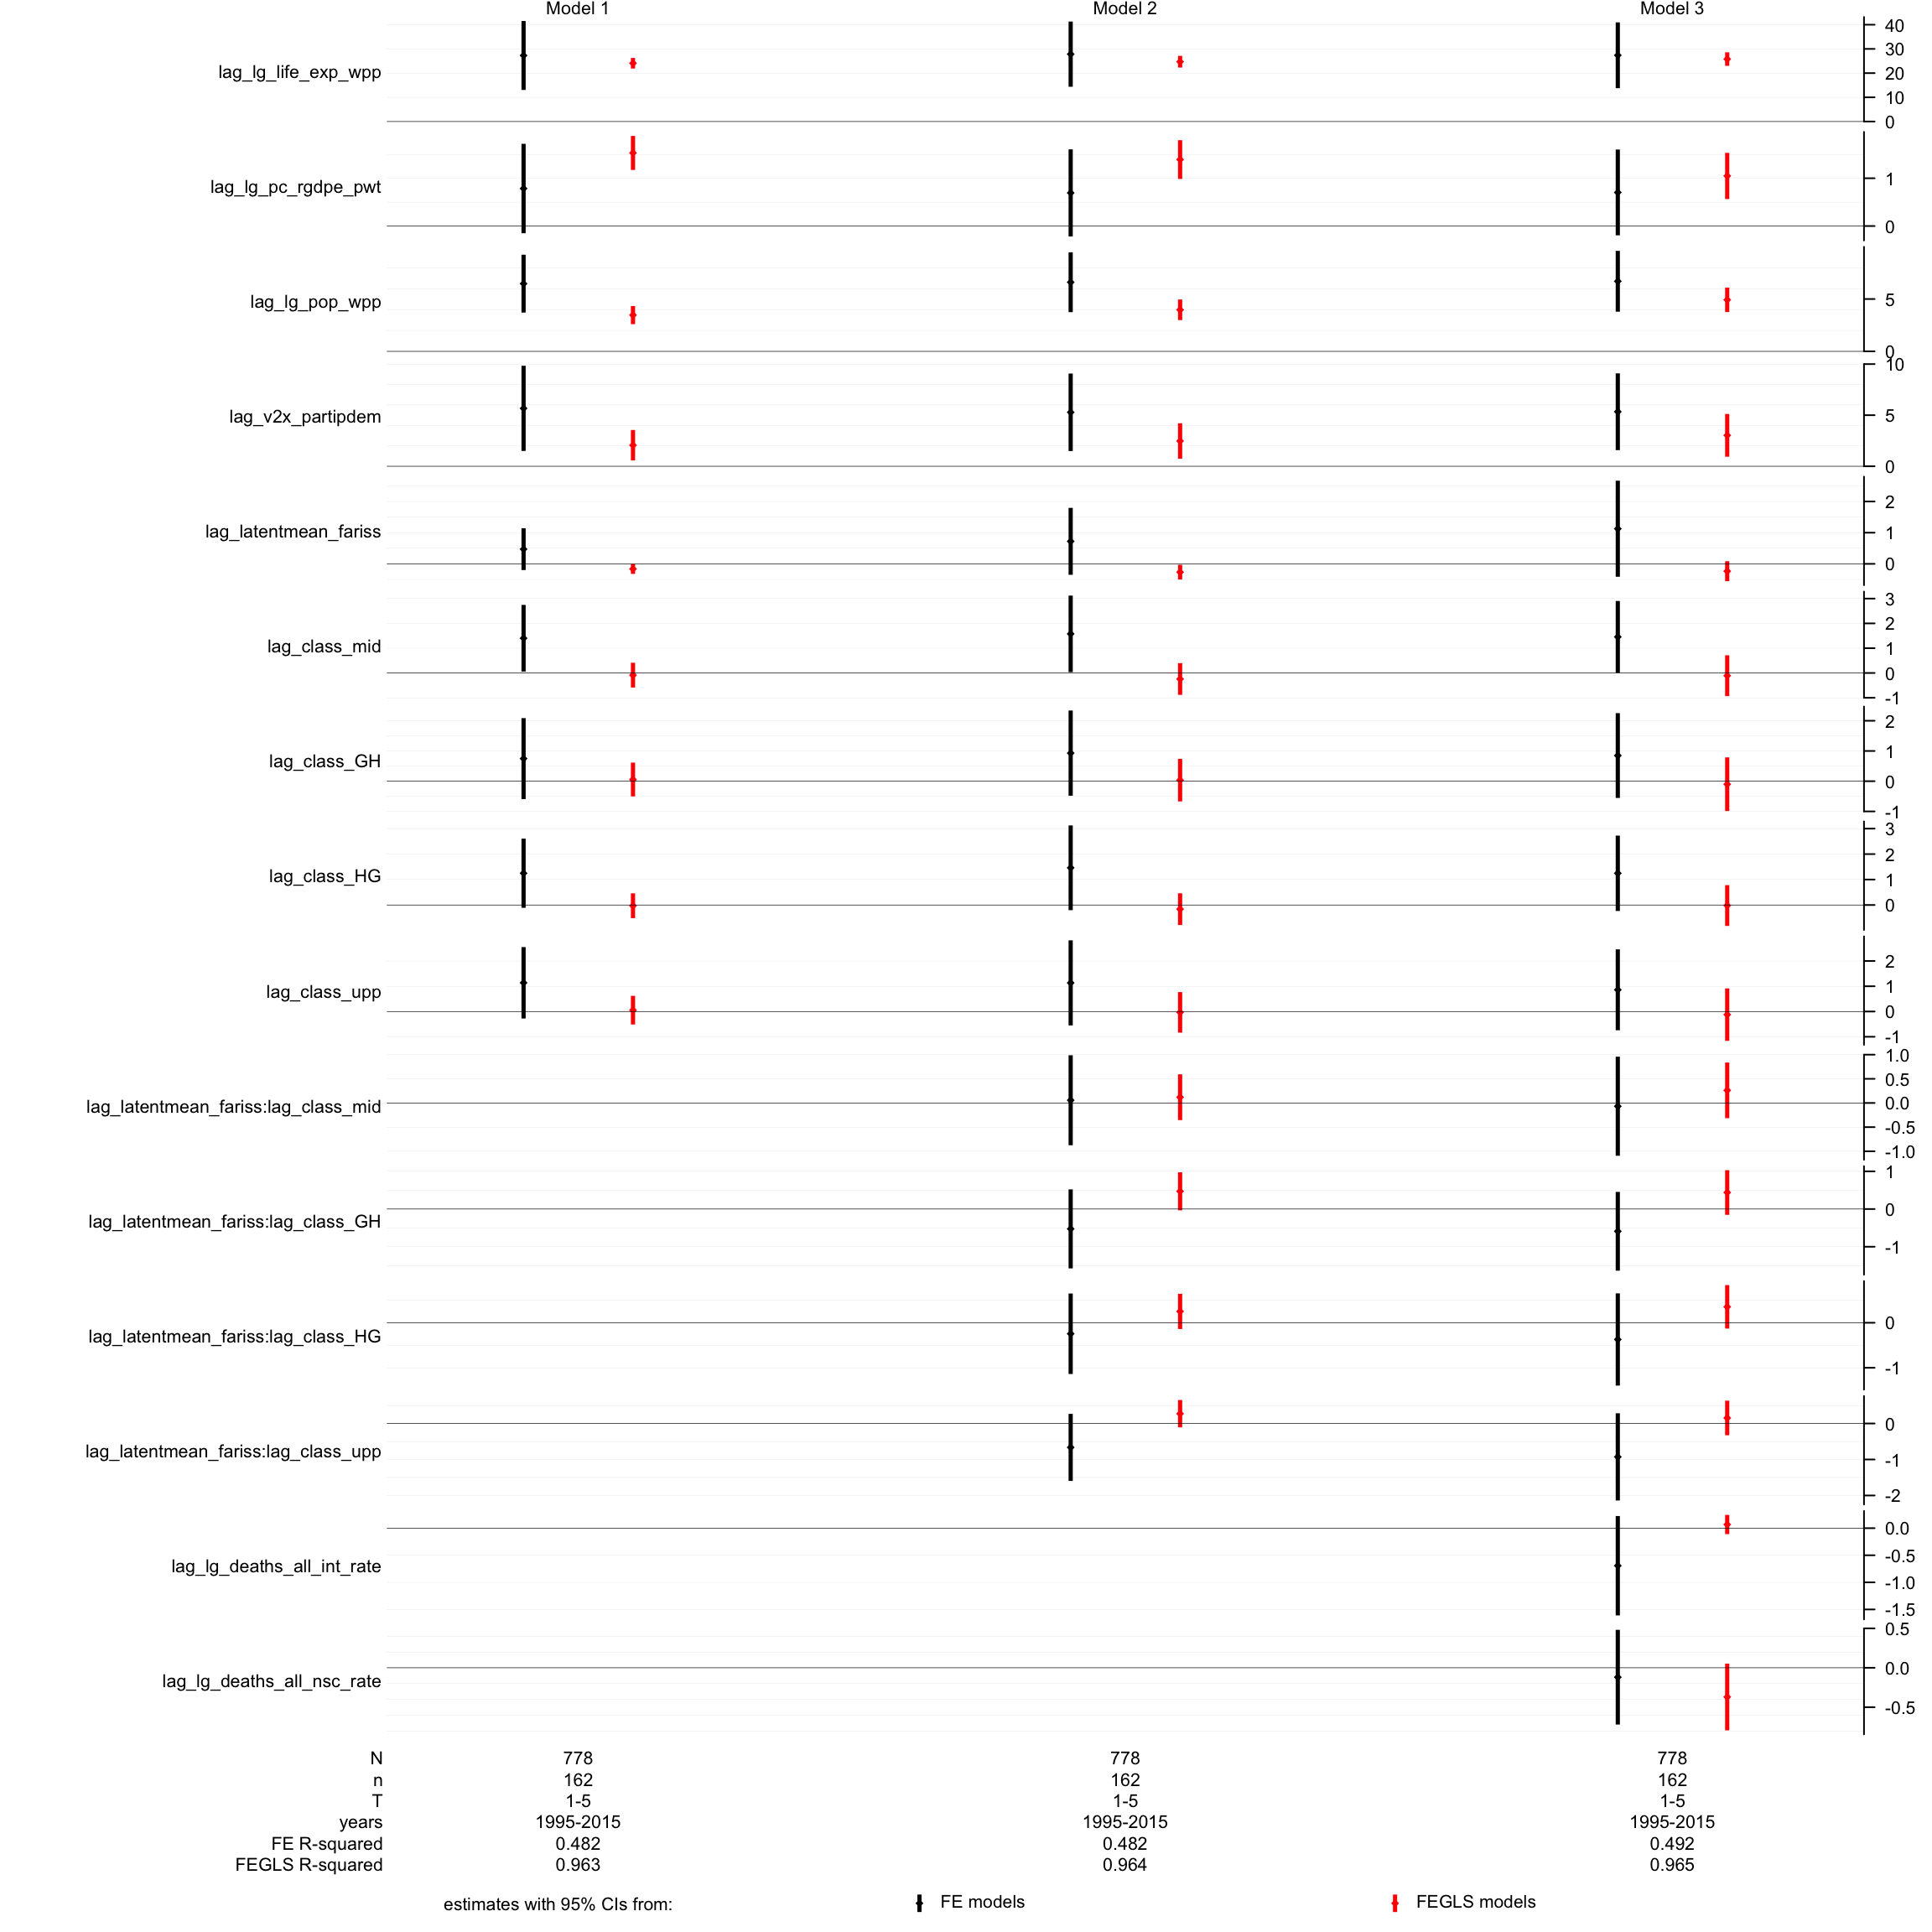 Model 1 Model 2 Model 3
lag_lg_life_exp_wpp 40 30 20 10 0
lag_lg_pc_rgdpe_pwt 1 0
lag_lg_pop_wpp 5 0
lag_v2x_partipdem 10 5 0
lag_latentmean_fariss 2 1 0
lag_class_mid 3 2 1 0 -1
lag_class_GH 2 1 0 -1
lag_class_HG 3 2 1 0
lag_class_upp 2 1 0 -1
lag_latentmean_fariss:lag_class_mid 1.0 0.5 0.0 -0.5 -1.0
lag_latentmean_fariss:lag_class_GH 1 0 -1
lag_latentmean_fariss:lag_class_HG 0 -1
lag_latentmean_fariss:lag_class_upp 0 -1 -2
lag_lg_deaths_all_int_rate 0.0 -0.5 -1.0 -1.5
lag_lg_deaths_all_nsc_rate 0.5 0.0 -0.5
N 778 778 778
n 162 162 162
T 1-5 1-5 1-5
years 1995-2015 1995-2015 1995-2015
FE R-squared 0.482 0.482 0.492
FEGLS R-squared 0.963 0.964 0.965
estimates with 95% CIs from: FE models FEGLS models